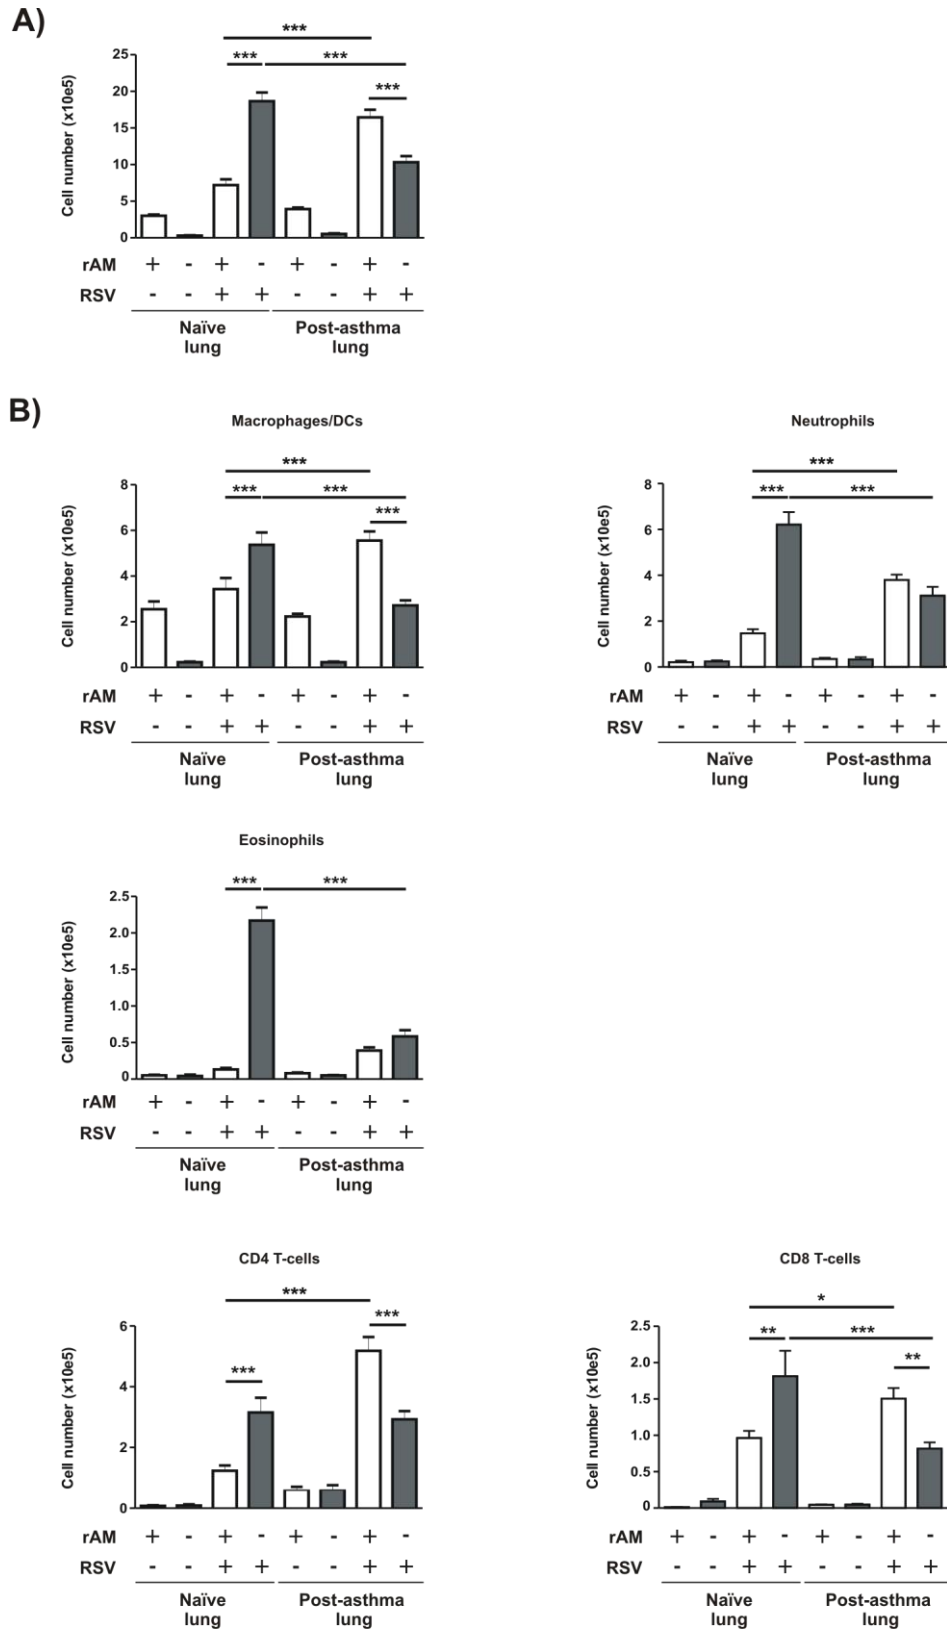 A)
***
*** ***
***
Cell number (x10e5)
25
20
15
10
5
0
rAM + - + - + - + -
RSV - - + + - - + +
Naïve lung
Post-asthma lung
B)
Macrophages/DCs
***
*** ***
***
Cell number (x10e5)
8
6
4
2
0
rAM + - + - + - + -
RSV - - + + - - + +
Naïve lung
Post-asthma lung
Neutrophils
***
*** ***
Cell number (x10e5)
8
6
4
2
0
rAM + - + - + - + -
RSV - - + + - - + +
Naïve lung
Post-asthma lung
Eosinophils
*** ***
Cell number (x10e5)
2.5
2.0
1.5
1.0
0.5
0
rAM + - + - + - + -
RSV - - + + - - + +
Naïve lung
Post-asthma lung
CD4 T-cells
***
***
***
Cell number (x10e5)
6
4
2
0
rAM + - + - + - + -
RSV - - + + - - + +
Naïve lung
Post-asthma lung
CD8 T-cells
*
** ***
**
Cell number (x10e5)
2.5
2.0
1.5
1.0
0.5
0
rAM + - + - + - + -
RSV - - + + - - + +
Naïve lung
Post-asthma lung